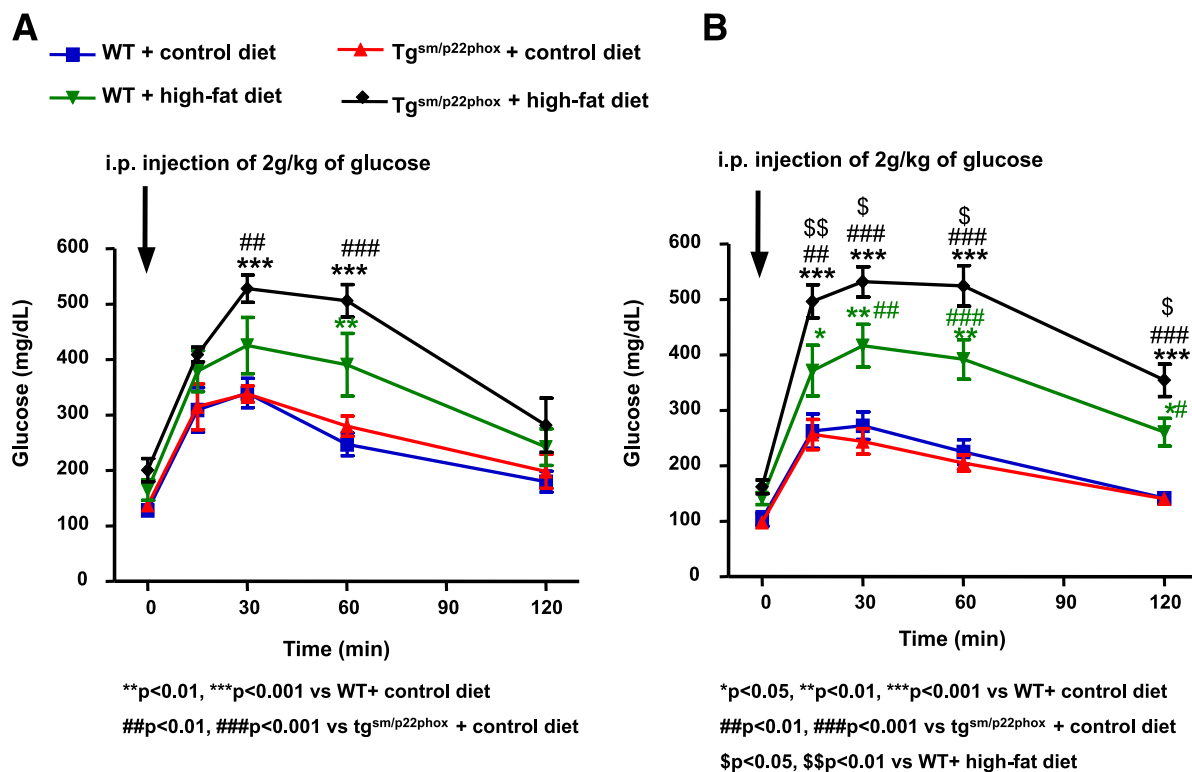 A
B
WT + control diet
Tgsm/p22phox + control diet
WT + high-fat diet
Tgsm/p22phox + high-fat diet
i.p. injection of 2g/kg of glucose
##
***
###
***
**
600
500
400
300
200
100
0
Glucose (mg/dL)
0 30 60 90 120
Time (min)
**p<0.01, ***p<0.001 vs WT+ control diet
##p<0.01, ###p<0.001 vs tgsm/p22phox + control diet
i.p. injection of 2g/kg of glucose
$$
##
***
$
###
***
$
###
***
$
###
***
*
**##
###
**
*#
600
500
400
300
200
100
0
Glucose (mg/dL)
0 30 60 90 120
Time (min)
*p<0.05, **p<0.01, ***p<0.001 vs WT+ control diet
##p<0.01, ###p<0.001 vs tgsm/p22phox + control diet
$p<0.05, $$p<0.01 vs WT+ high-fat diet